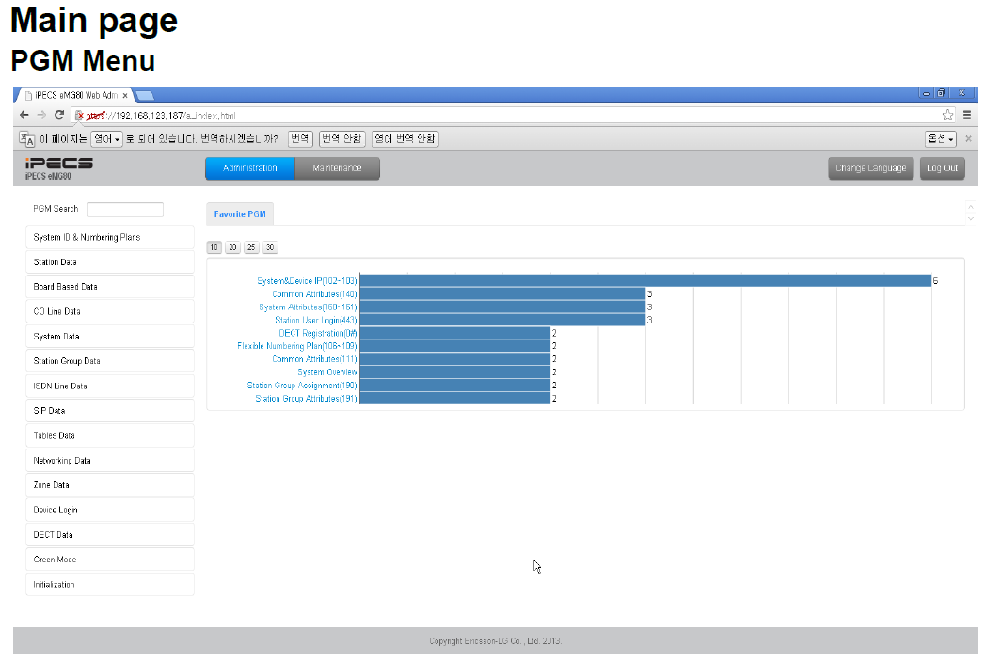 Main page
PGM Menu
iPECS eMG80 Web Adm
https://192.168.123.187/a_index.html
이 페이지는 영어 로 되어 있습니다. 번역하시겠습니까? 번역 번역 안함 영어 번역 안함 옵션
iPECS
iPECS eMG80
Administration Maintenance Change Language Log Out
PGM Search
System ID & Numbering Plans
Station Data
Board Based Data
CO Line Data
System Data
Station Group Data
ISDN Line Data
SIP Data
Tables Data
Networking Data
Zone Data
Device Login
DECT Data
Green Mode
Initialization
Favorite PGM
10 20 25 30
System&Device IP(102~103) 6
Common Attributes(140) 3
System Attributes(160~161) 3
Station User Login(443) 3
DECT Registration(0#) 2
Flexible Numbering Plan(106~109) 2
Common Attributes(111) 2
System Overview 2
Station Group Assignment(190) 2
Station Group Attributes(191) 2
Copyright Ericsson-LG Co., Ltd. 2013.